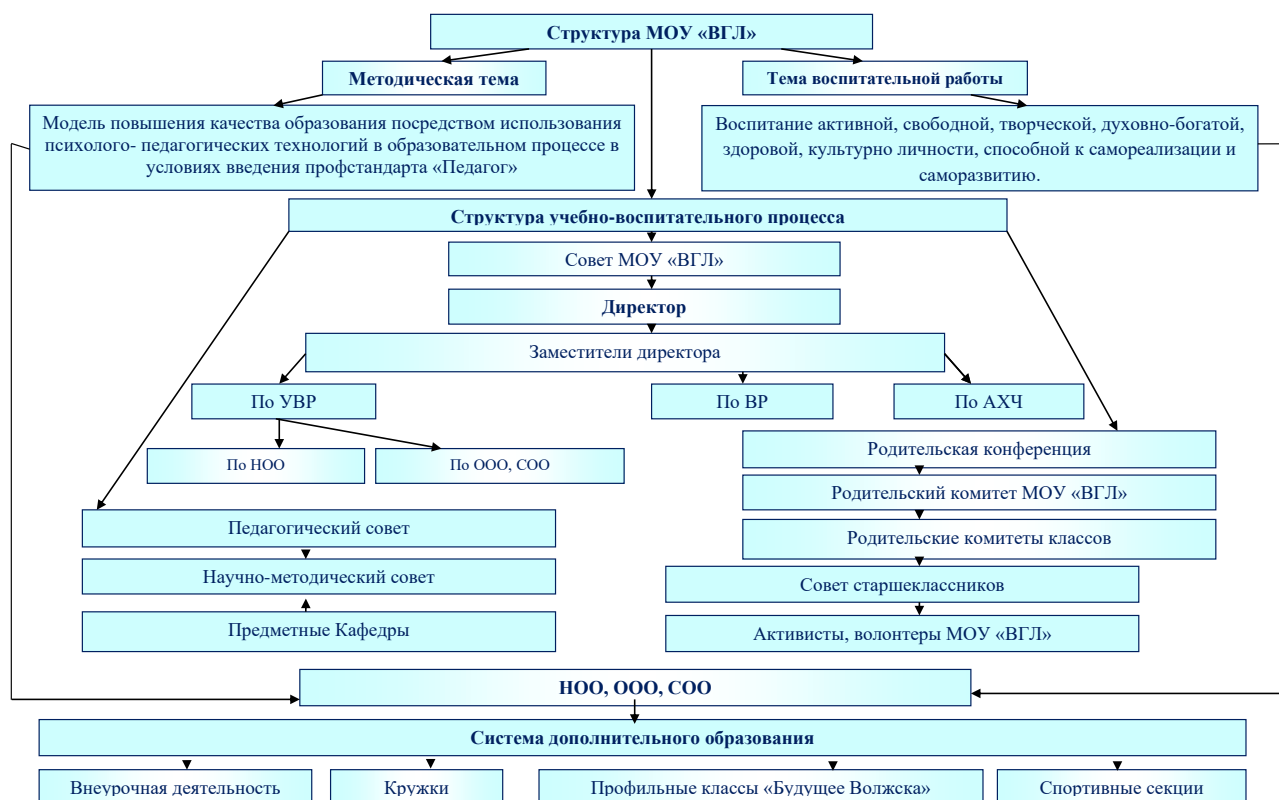 Структура МОУ «ВГЛ»
Методическая тема
Тема воспитательной работы
Модель повышения качества образования посредством использования
психолого- педагогических технологий в образовательном процессе в
условиях введения профстандарта «Педагог»
Воспитание активной, свободной, творческой, духовно-богатой,
здоровой, культурно личности, способной к самореализации и
саморазвитию.
Структура учебно-воспитательного процесса
Совет МОУ «ВГЛ»
Директор
Заместители директора
По УВР
По ВР
По АХЧ
По НОО
По ООО, СОО
Родительская конференция
Родительский комитет МОУ «ВГЛ»
Родительские комитеты классов
Педагогический совет
Научно-методический совет
Предметные Кафедры
Совет старшеклассников
Активисты, волонтеры МОУ «ВГЛ»
НОО, ООО, СОО
Система дополнительного образования
Внеурочная деятельность
Кружки
Профильные классы «Будущее Волжска»
Спортивные секции